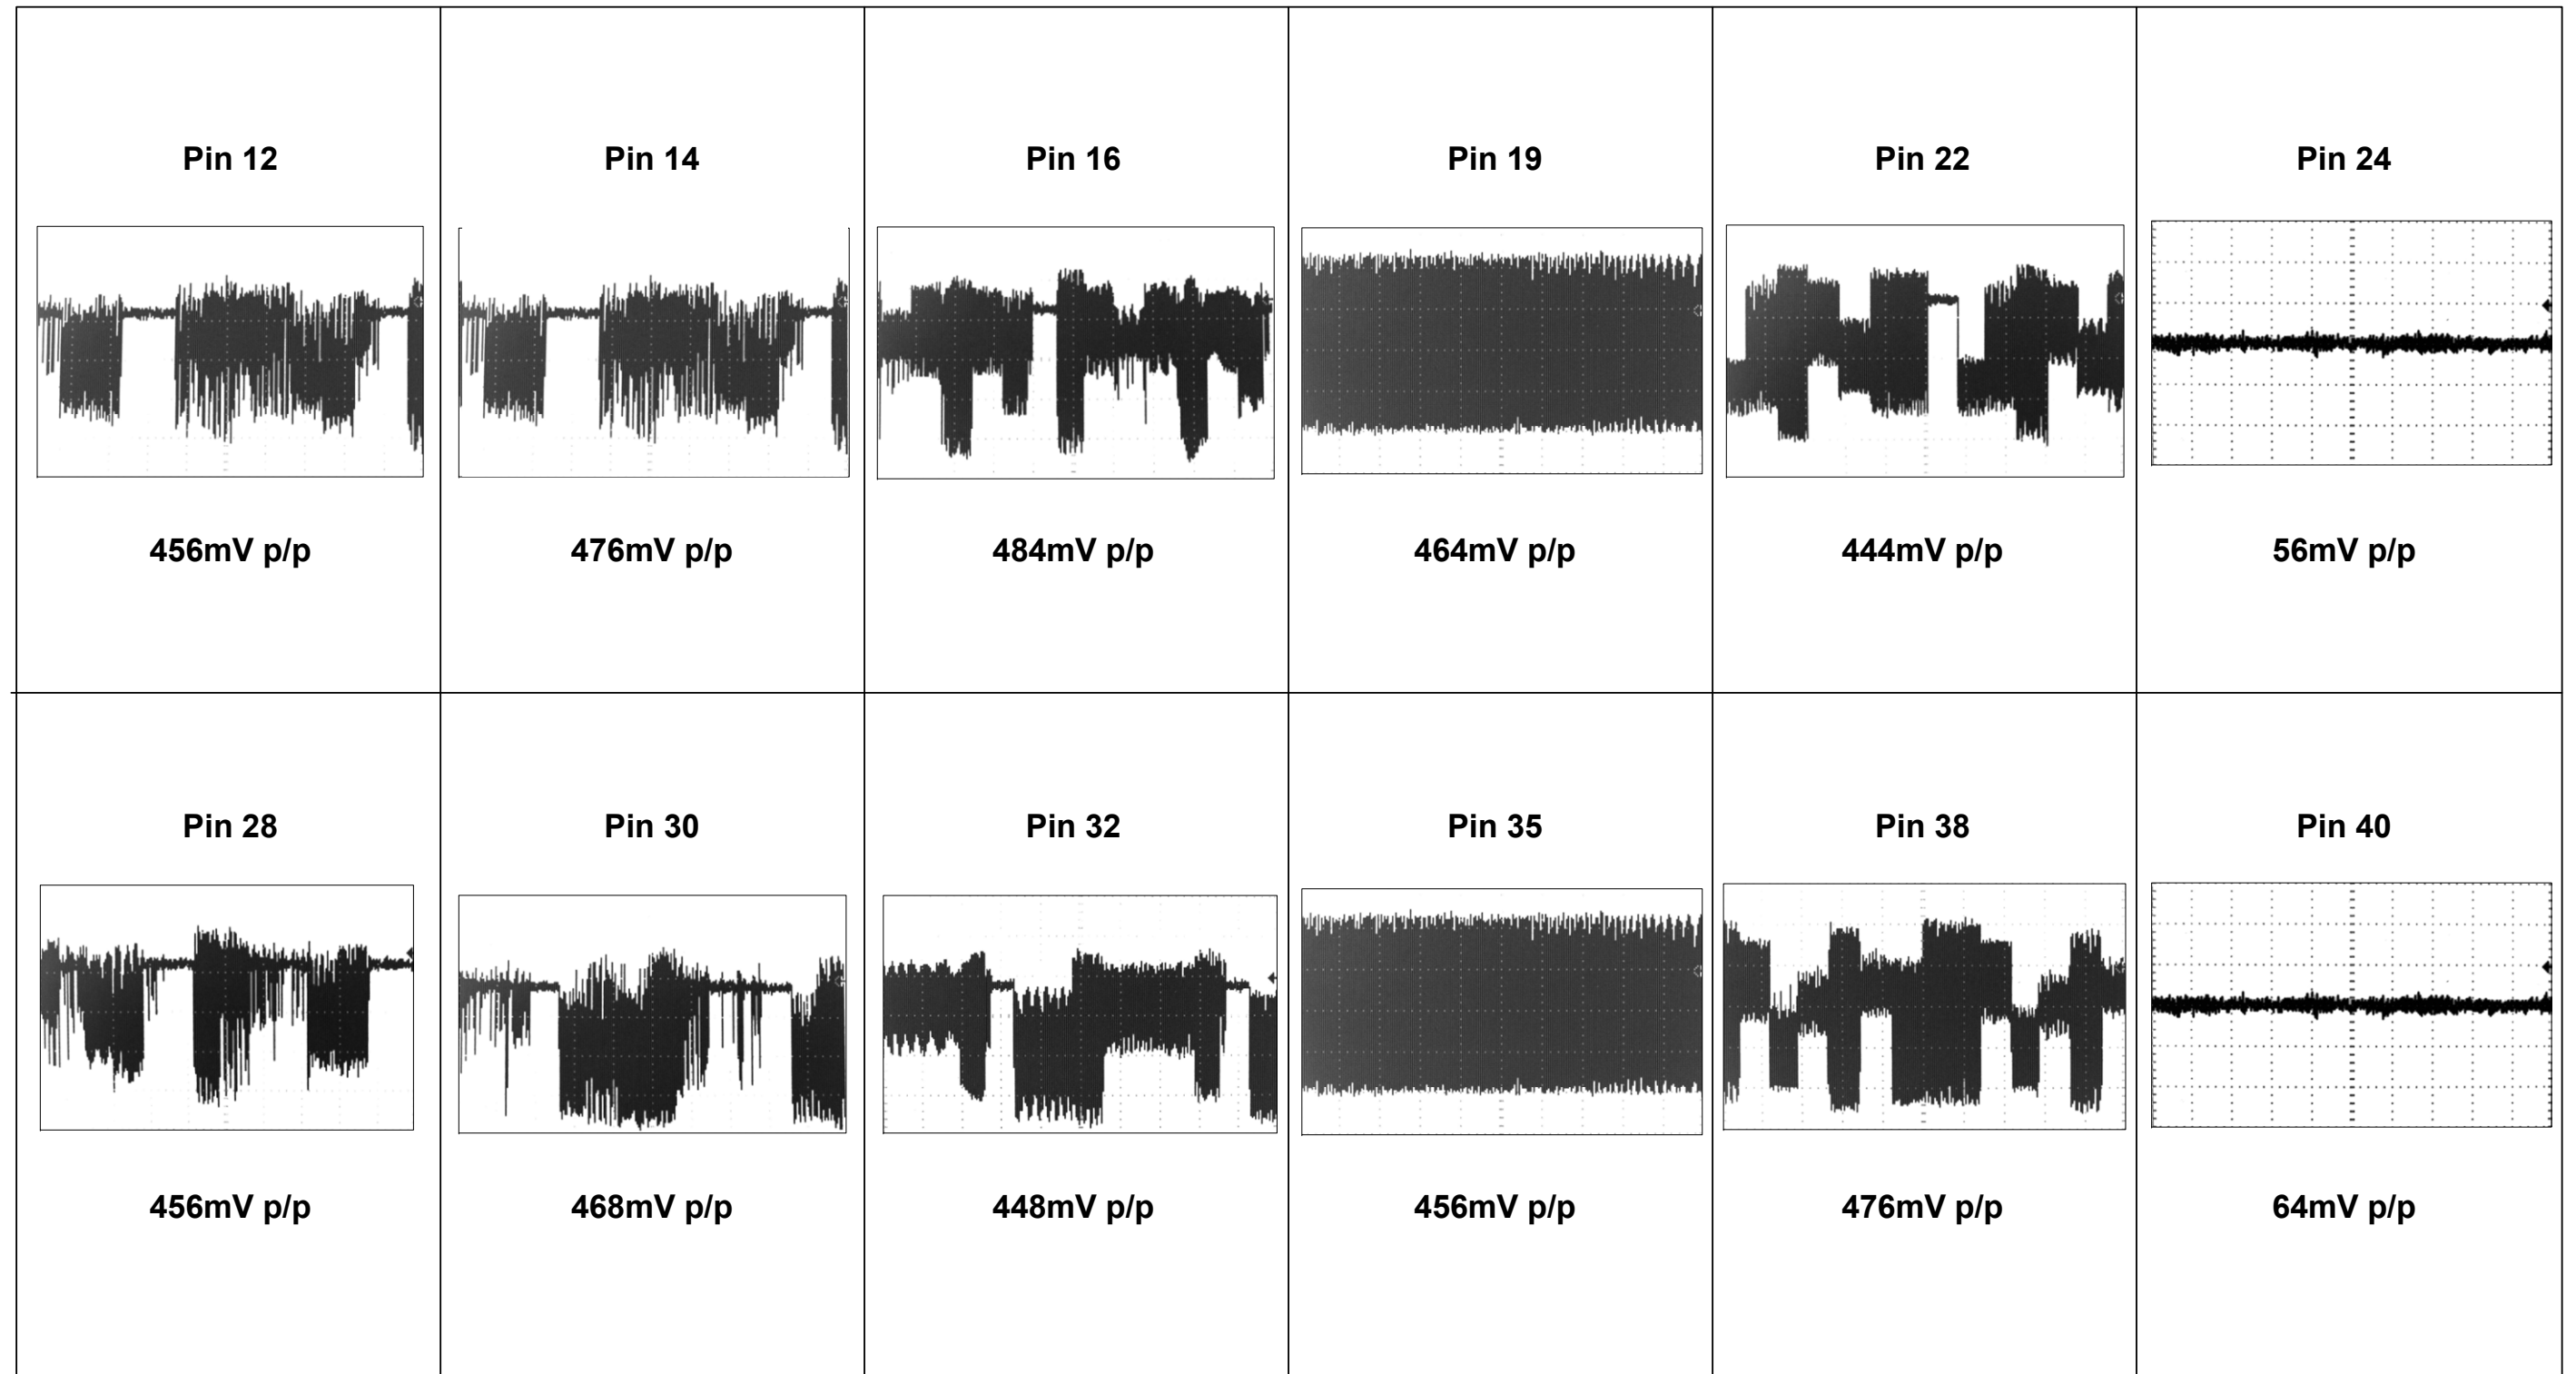 Pin 12
Pin 14
Pin 16
Pin 19
Pin 22
Pin 24
456mV p/p
476mV p/p
484mV p/p
464mV p/p
444mV p/p
56mV p/p
Pin 28
Pin 30
Pin 32
Pin 35
Pin 38
Pin 40
456mV p/p
468mV p/p
448mV p/p
456mV p/p
476mV p/p
64mV p/p